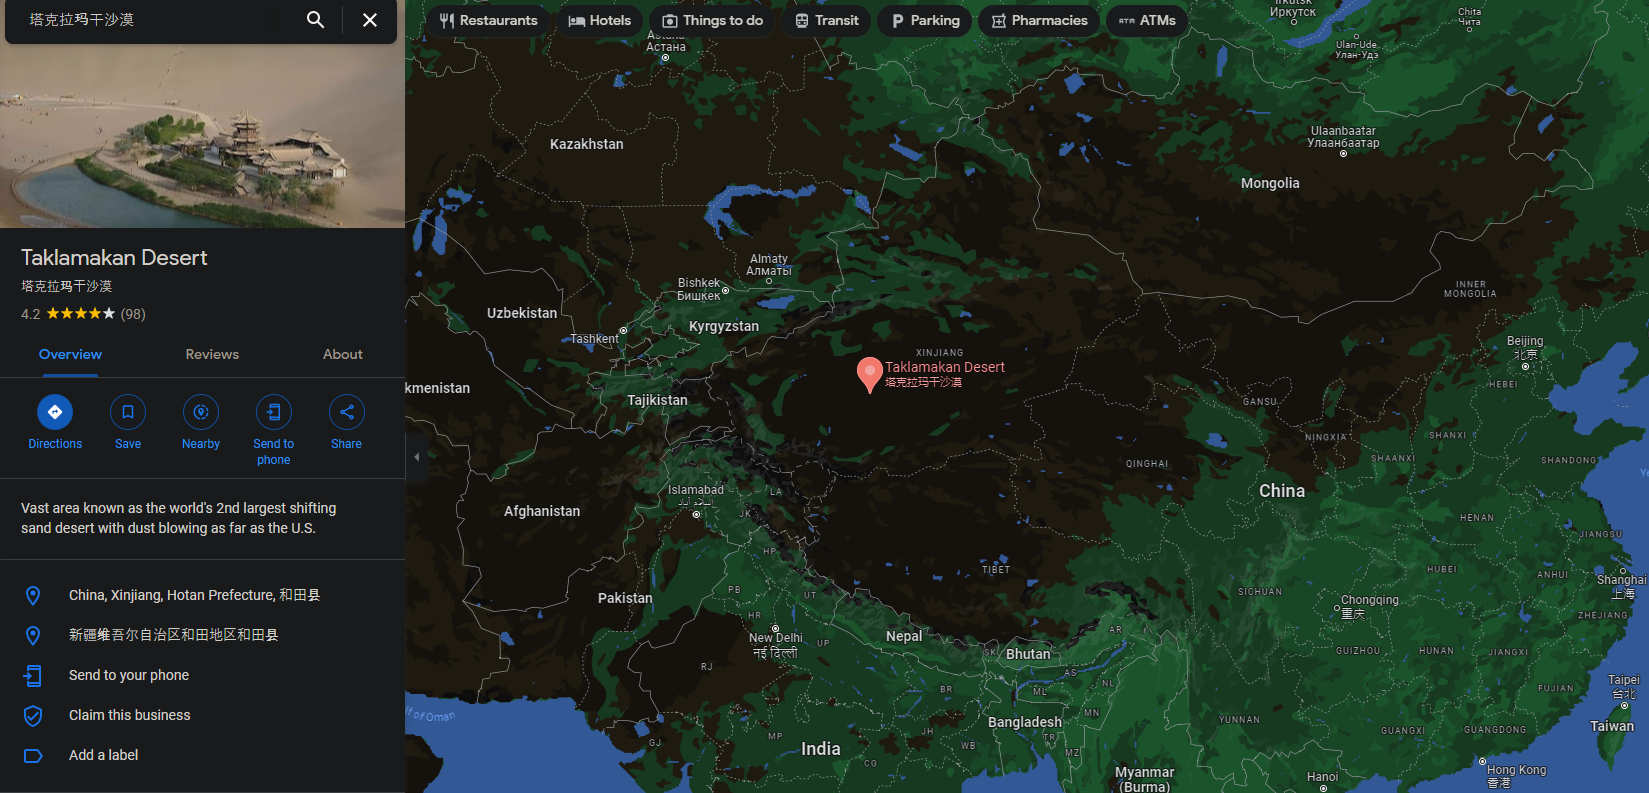 塔克拉玛干沙漠
Restaurants
Hotels
Things to do
Transit
Parking
Pharmacies
ATM ATMs
Taklamakan Desert
塔克拉玛干沙漠
4.2 (98)
Overview
Reviews
About
Directions
Save
Nearby
Send to
phone
Share
Vast area known as the world's 2nd largest shifting
sand desert with dust blowing as far as the U.S.
China, Xinjiang, Hotan Prefecture, 和田县
新疆维吾尔自治区和田地区和田县
Send to your phone
Claim this business
Add a label
Иркутск
Chita
Чита
Ulan-Ude
Улан-Удэ
Астана
Kazakhstan
Ulaanbaatar
Улаанбаатар
Mongolia
Almaty
Алматы
Bishkek
Бишкек
INNER
MONGOLIA
Uzbekistan
Kyrgyzstan
Tashkent
Beijing
北京
XINJIANG
Taklamakan Desert
塔克拉玛干沙漠
HEBEI
kmenistan
Tajikistan
GANSU
NINGXIA
SHANXI
SHAANXI
SHANDONG
QINGHAI
Islamabad
LA
China
JK
Afghanistan
HENAN
JIANGSU
HP
TIBET
HUBEI
ANHUI
Shanghai
上海
PB
UT
SICHUAN
Pakistan
Chongqing
重庆
HR
ZHEJIANG
New Delhi
नई दिल्ली
UP
Nepal
AR
SK
Bhutan
GUIZHOU
HUNAN
JIANGXI
RJ
AS
NL
Taipei
台北
BR
ML
FUJIAN
lf of Oman
Bangladesh
MN
YUNNAN
Taiwan
GUANGXI
GUANGDONG
GJ
MP
JH
TR
WB
India
MZ
CG
Myanmar
(Burma)
Hanoi
Hong Kong
香港